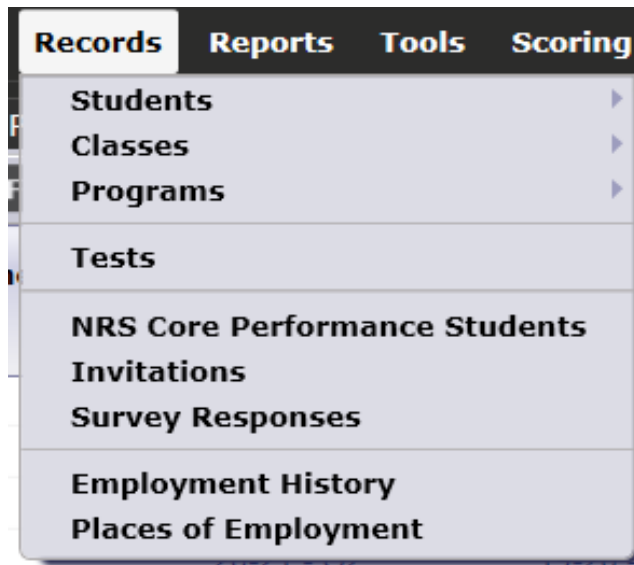 Records Reports Tools Scoring
Students
Classes
Programs
Tests
NRS Core Performance Students
Invitations
Survey Responses
Employment History
Places of Employment